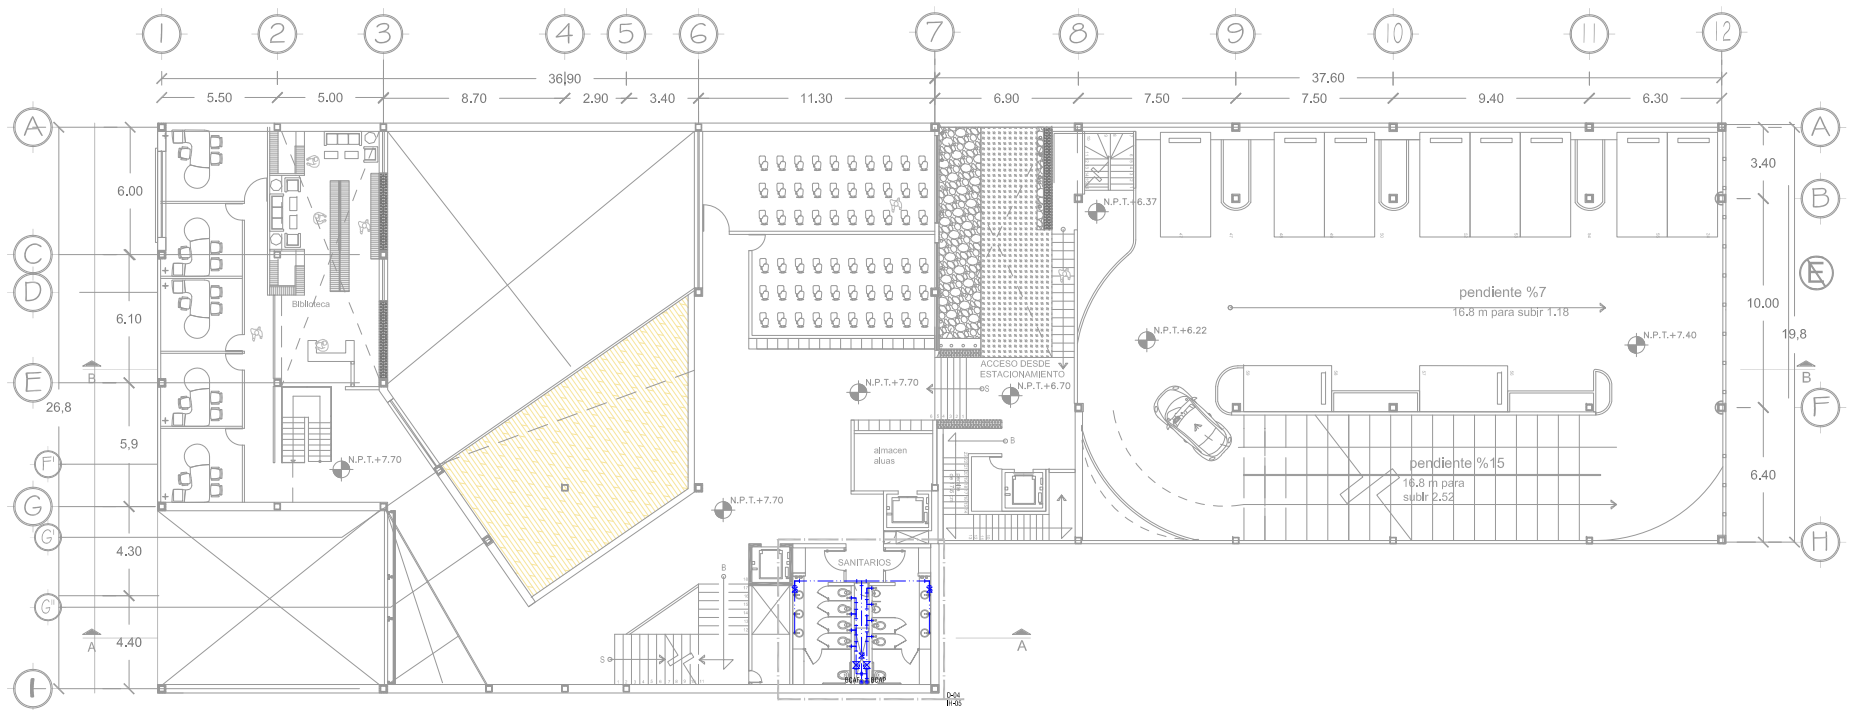 1 2 3 4 5 6 7 8 9 10 11 12
36,90 37.60
5.50 5.00 8.70 2.90 3.40 11.30 6.90 7.50 7.50 9.40 6.30
A A
3.40
6.00
B
N.P.T.+6.37
C
E
D
Biblioteca
pendiente %7
16.8 m para subir 1.18
10.00
6.10
N.P.T.+6.22
N.P.T.+7.40
19,8
ACCESO DESDE
ESTACIONAMIENTO
B
B
E
N.P.T.+7.70
S
N.P.T.+6.70
26,8
F
5,9
B
almacen
aluas
F'
N.P.T.+7.70
pendiente %15
16.8 m para
subir 2.52
6.40
G
N.P.T.+7.70
G'
4.30
H
SANITARIOS
B
G''
4.40
A
A
S
I
BCAF
BCAP
D-04
IH-05